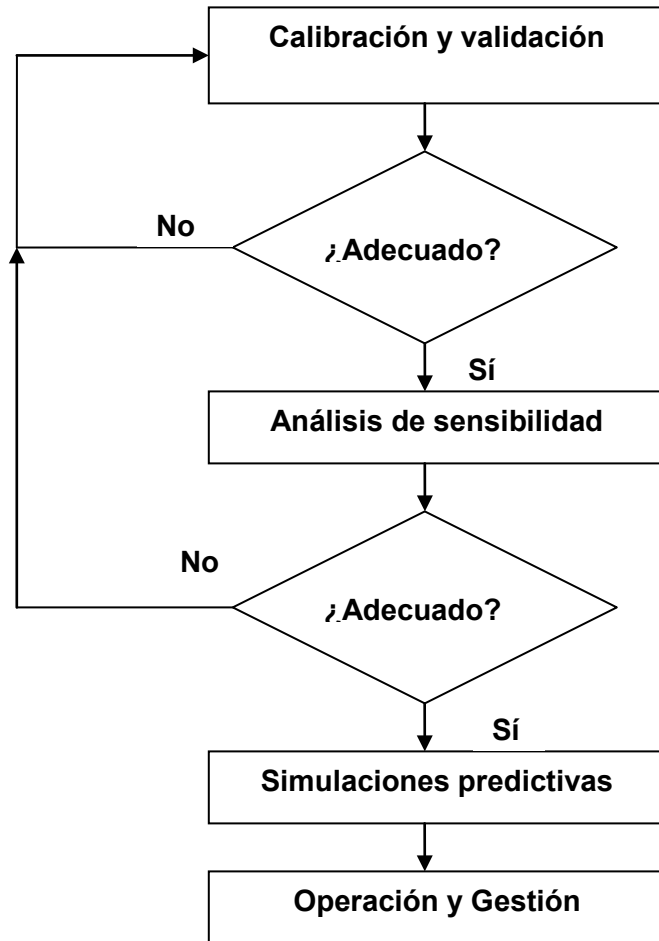 Calibración y validación
No
¿Adecuado?
Sí
Análisis de sensibilidad
No
¿Adecuado?
Sí
Simulaciones predictivas
Operación y Gestión